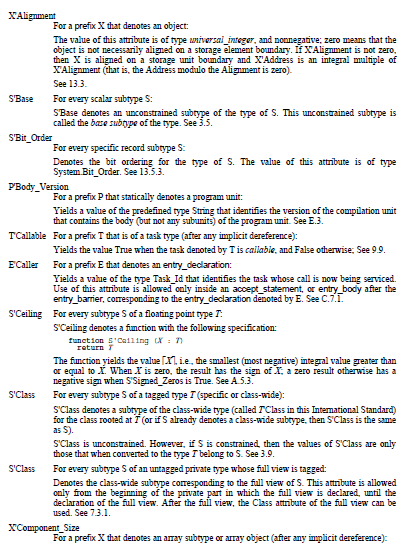 X'Alignment
For a prefix X that denotes an object:
The value of this attribute is of type universal_integer, and nonnegative; zero means that the
object is not necessarily aligned on a storage element boundary. If X'Alignment is not zero,
then X is aligned on a storage unit boundary and X'Address is an integral multiple of
X'Alignment (that is, the Address modulo the Alignment is zero).
See 13.3.
S'Base For every scalar subtype S:
S'Base denotes an unconstrained subtype of the type of S. This unconstrained subtype is
called the base subtype of the type. See 3.5.
S'Bit_Order
For every specific record subtype S:
Denotes the bit ordering for the type of S. The value of this attribute is of type
System.Bit_Order. See 13.5.3.
P'Body_Version
For a prefix P that statically denotes a program unit:
Yields a value of the predefined type String that identifies the version of the compilation unit
that contains the body (but not any subunits) of the program unit. See E.3.
T'Callable For a prefix T that is of a task type (after any implicit dereference):
Yields the value True when the task denoted by T is callable, and False otherwise; See 9.9.
E'Caller For a prefix E that denotes an entry_declaration:
Yields a value of the type Task_Id that identifies the task whose call is now being serviced.
Use of this attribute is allowed only inside an accept_statement, or entry_body after the
entry_barrier, corresponding to the entry_declaration denoted by E. See C.7.1.
S'Ceiling For every subtype S of a floating point type T:
S'Ceiling denotes a function with the following specification:
function S'Ceiling (X : T)
return T
The function yields the value ⌈X⌉, i.e., the smallest (most negative) integral value greater than
or equal to X. When X is zero, the result has the sign of X; a zero result otherwise has a
negative sign when S'Signed_Zeros is True. See A.5.3.
S'Class For every subtype S of a tagged type T (specific or class-wide):
S'Class denotes a subtype of the class-wide type (called T'Class in this International Standard)
for the class rooted at T (or if S already denotes a class-wide subtype, then S'Class is the same
as S).
S'Class is unconstrained. However, if S is constrained, then the values of S'Class are only
those that when converted to the type T belong to S. See 3.9.
S'Class For every subtype S of an untagged private type whose full view is tagged:
Denotes the class-wide subtype corresponding to the full view of S. This attribute is allowed
only from the beginning of the private part in which the full view is declared, until the
declaration of the full view. After the full view, the Class attribute of the full view can be
used. See 7.3.1.
X'Component_Size
For a prefix X that denotes an array subtype or array object (after any implicit dereference):